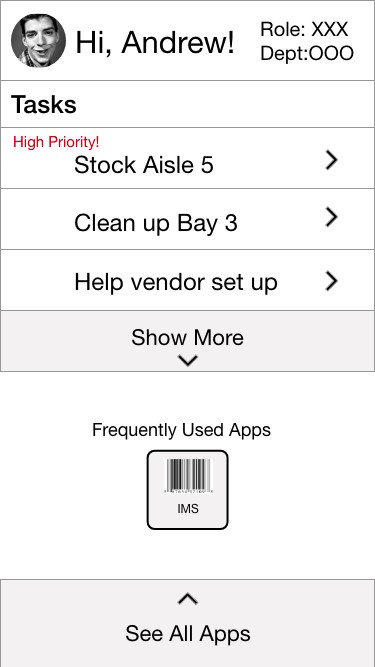 Hi, Andrew!
Role: XXX
Dept:OOO
Tasks
High Priority!
Stock Aisle 5
Clean up Bay 3
Help vendor set up
Show More
Frequently Used Apps
IMS
See All Apps